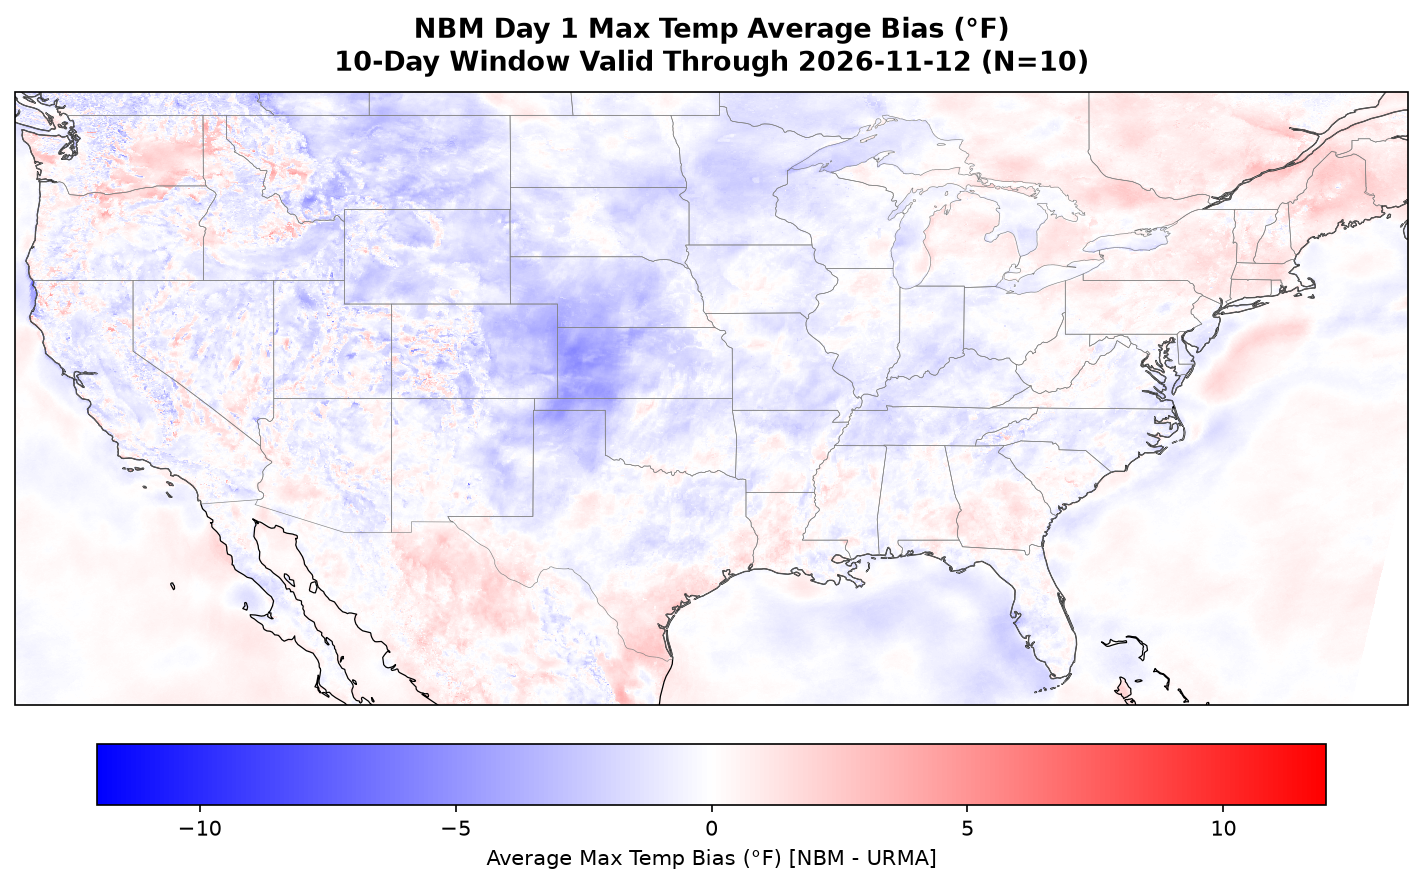 NBM Day 1 Max Temp Average Bias (°F)
10-Day Window Valid Through 2026-11-12 (N=10)
−10 −5 0 5 10
Average Max Temp Bias (°F) [NBM - URMA]